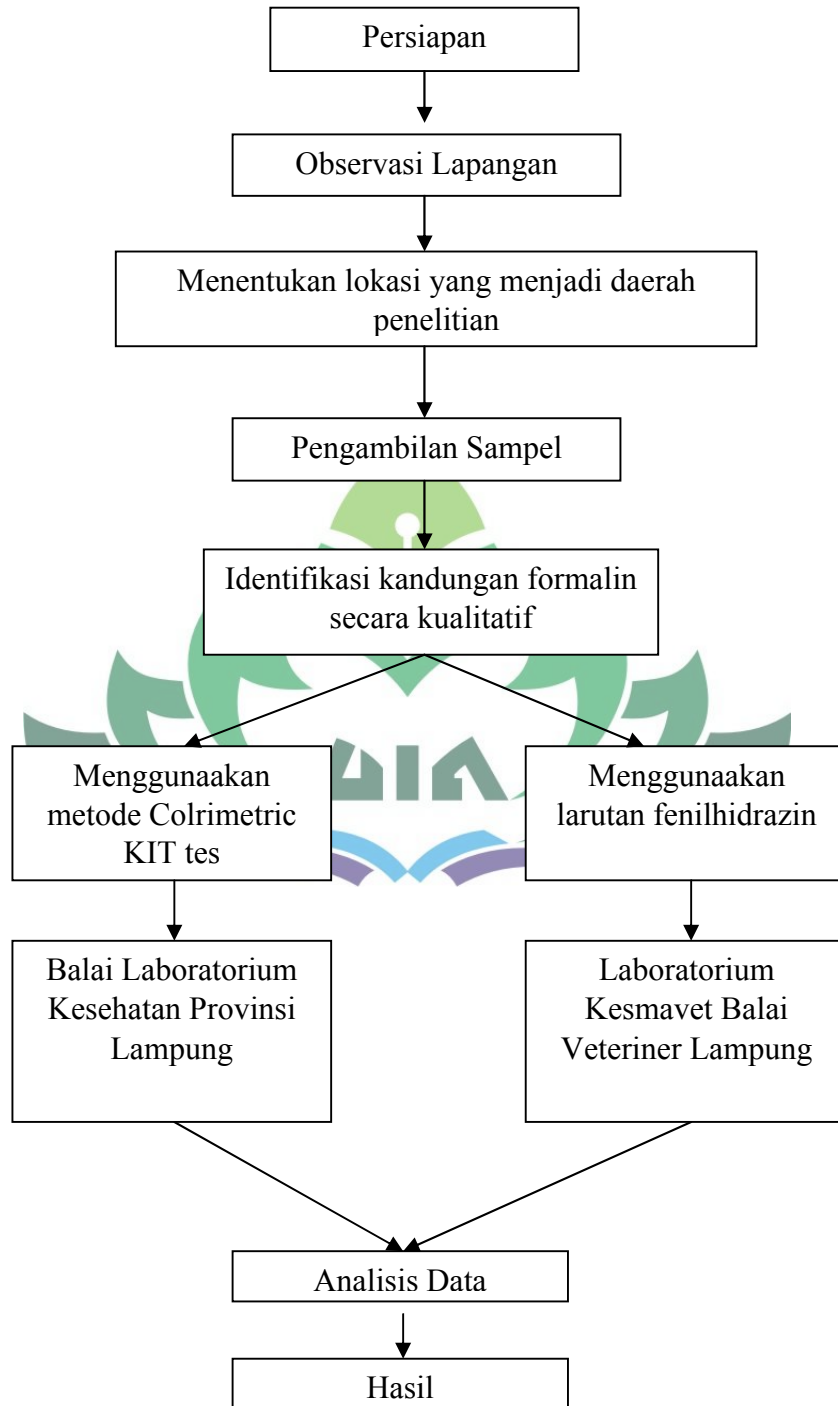 Persiapan
Observasi Lapangan
Menentukan lokasi yang menjadi daerah
penelitian
Pengambilan Sampel
Identifikasi kandungan formalin
secara kualitatif
Menggunaakan
metode Colrimetric
KIT tes
Menggunakan
larutan fenilhidrazin
Balai Laboratorium
Kesehatan Provinsi
Lampung
Laboratorium
Kesmavet Balai
Veteriner Lampung
Analisis Data
Hasil